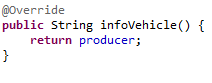 @Override
public String infoVehicle() {
    return producer;
}